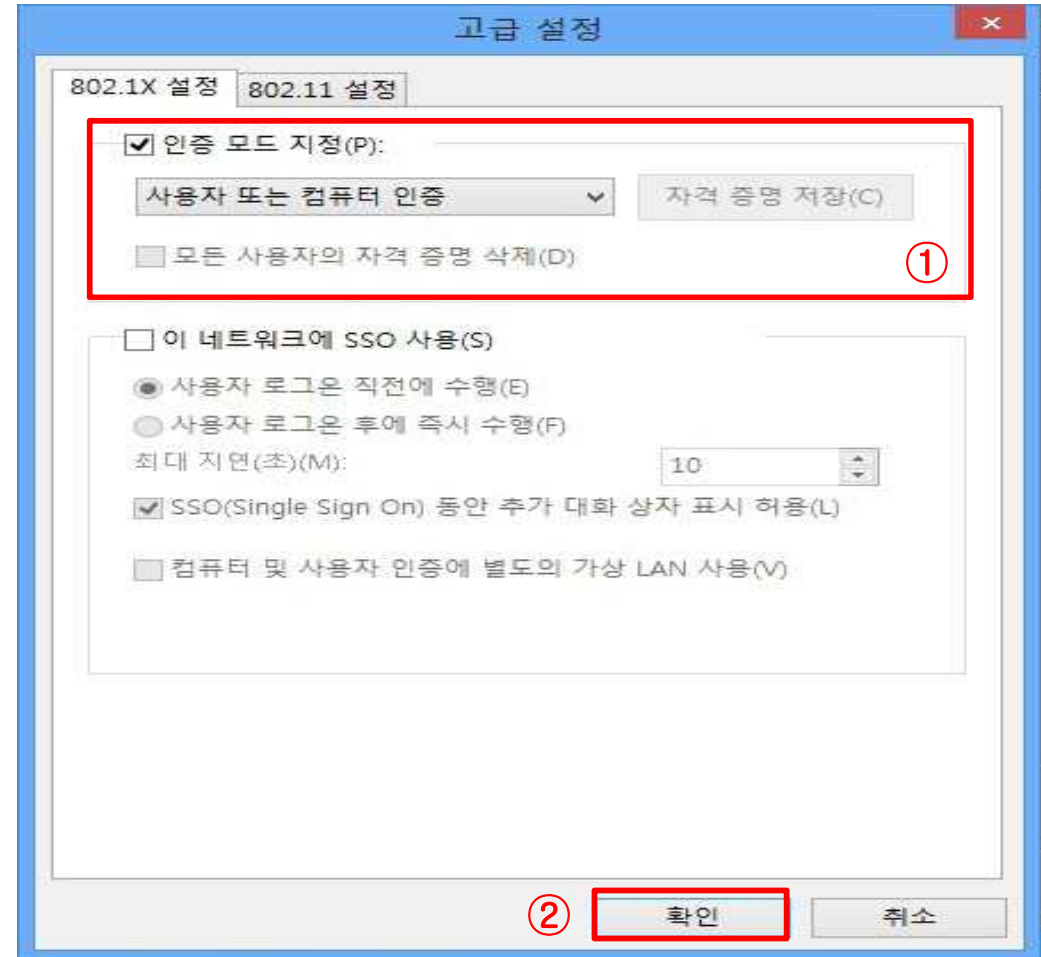 고급 설정
802.1X 설정 802.11 설정
인증 모드 지정(P):
사용자 또는 컴퓨터 인증 자격 증명 저장(C)
모든 사용자의 자격 증명 삭제(D)
①
이 네트워크에 SSO 사용(S)
사용자 로그온 직전에 수행(E)
사용자 로그온 후에 즉시 수행(F)
최대 지연(초)(M): 10
SSO(Single Sign On) 동안 추가 대화 상자 표시 허용(L)
컴퓨터 및 사용자 인증에 별도의 가상 LAN 사용(V)
② 확인 취소